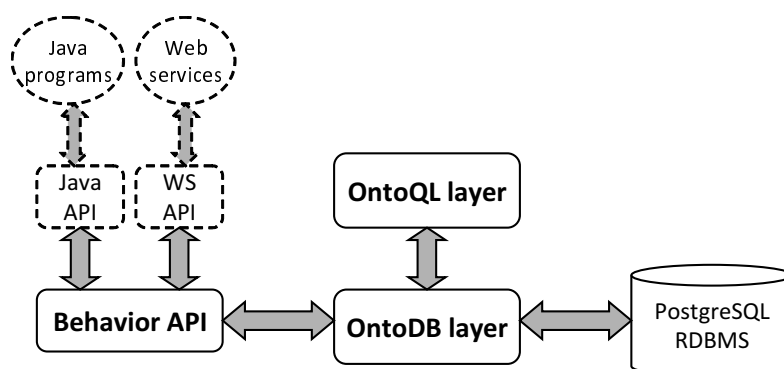 Java
programs
Web
services
Java
API
WS
API
OntoQL layer
Behavior API
OntoDB layer
PostgreSQL
RDBMS